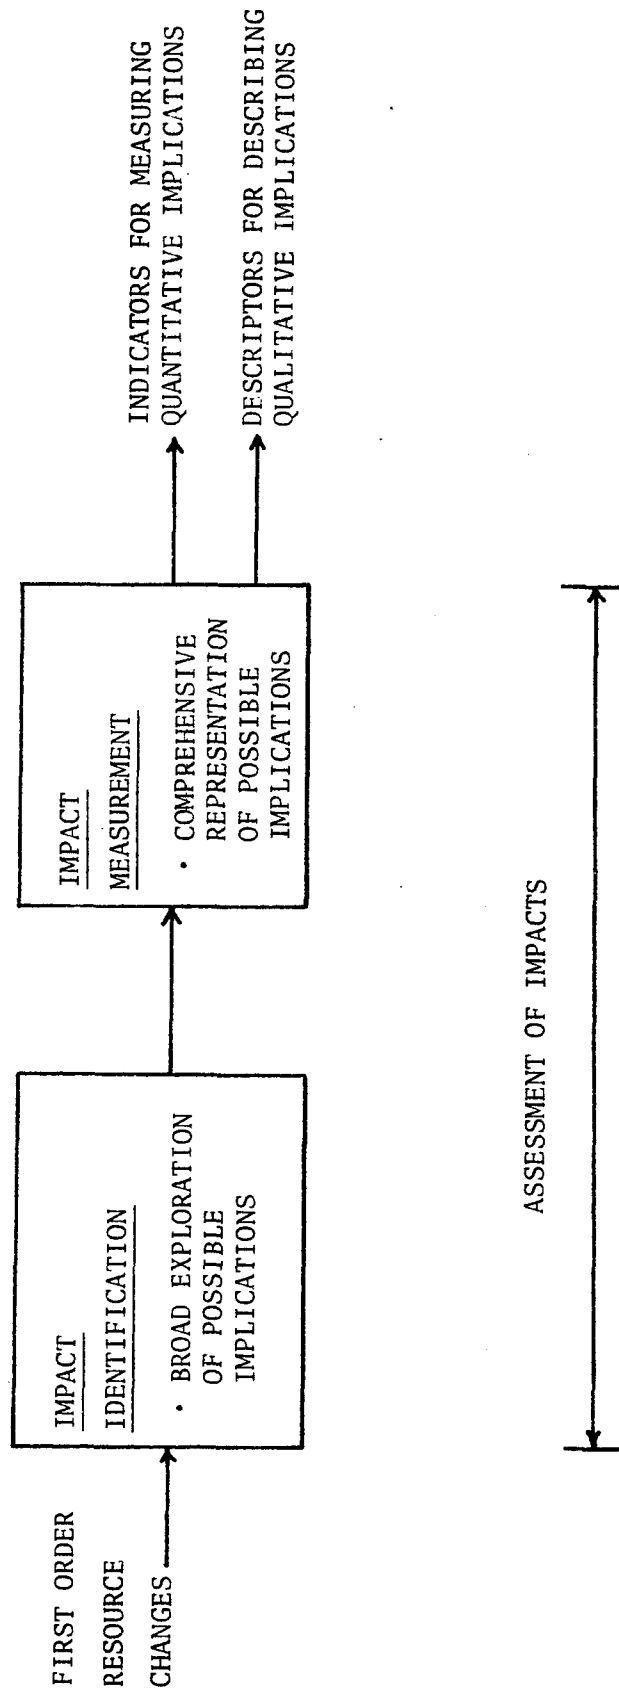 FIRST ORDER
RESOURCE
CHANGES
IMPACT
IDENTIFICATION
• BROAD EXPLORATION
OF POSSIBLE
IMPLICATIONS
IMPACT
MEASUREMENT
• COMPREHENSIVE
REPRESENTATION
OF POSSIBLE
IMPLICATIONS
INDICATORS FOR MEASURING
QUANTITATIVE IMPLICATIONS
DESCRIPTORS FOR DESCRIBING
QUALITATIVE IMPLICATIONS
ASSESSMENT OF IMPACTS